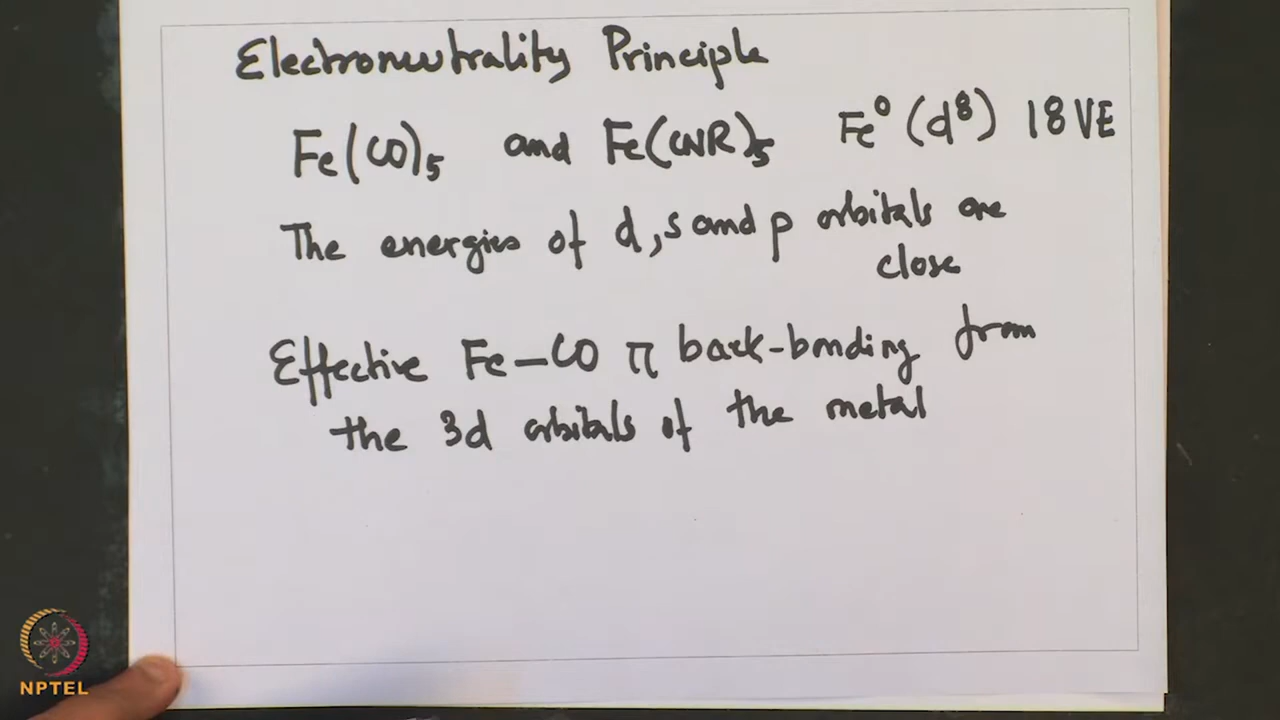 Electroneutrality Principle
Fe(CO)5 and Fe(CNR)5 Fe⁰ (d⁸) 18 VE
The energies of d, s and p orbitals are
close
Effective Fe–CO π back-bonding from
the 3d orbitals of the metal
NPTEL